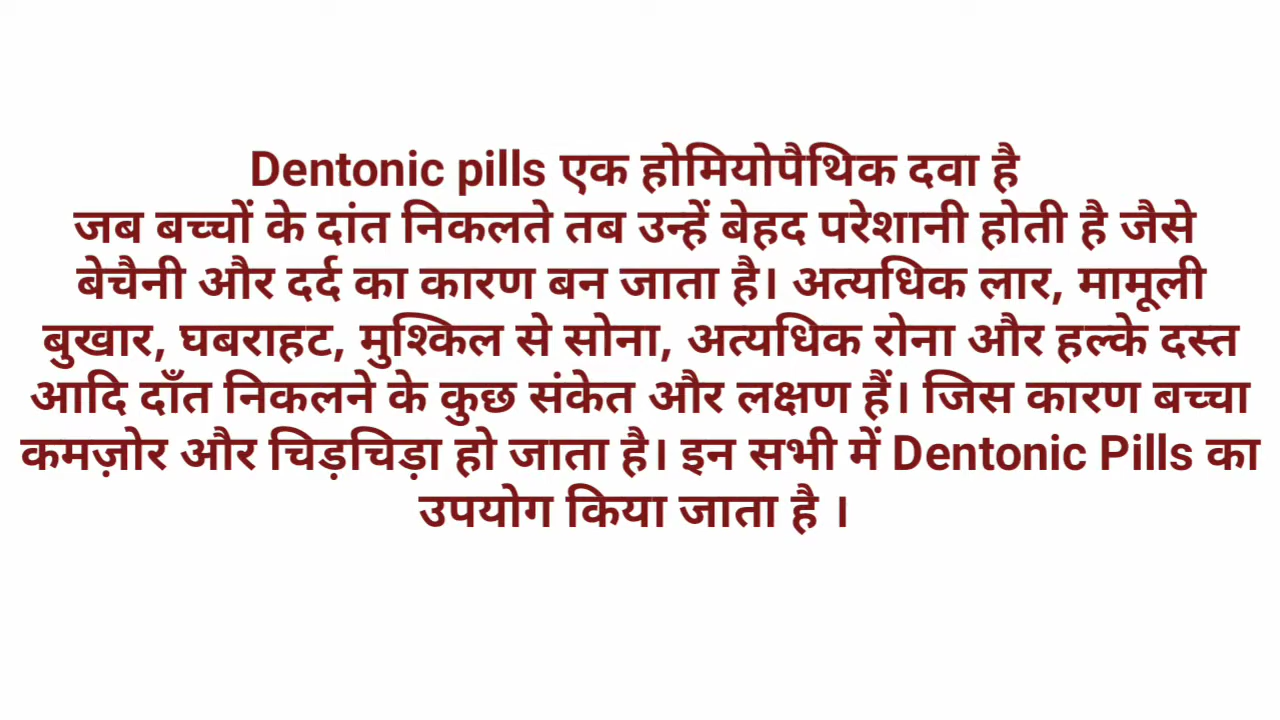 Dentonic pills एक होमियोपैथिक दवा है
जब बच्चों के दांत निकलते तब उन्हें बेहद परेशानी होती है जैसे
बेचैनी और दर्द का कारण बन जाता है। अत्यधिक लार, मामूली
बुखार, घबराहट, मुश्किल से सोना, अत्यधिक रोना और हल्के दस्त
आदि दाँत निकलने के कुछ संकेत और लक्षण हैं। जिस कारण बच्चा
कमज़ोर और चिड़चिड़ा हो जाता है। इन सभी में Dentonic Pills का
उपयोग किया जाता है ।